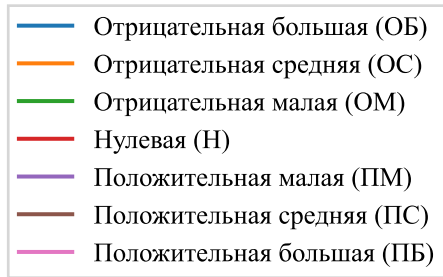 Отрицательная большая (ОБ)
Отрицательная средняя (ОС)
Отрицательная малая (ОМ)
Нулевая (Н)
Положительная малая (ПМ)
Положительная средняя (ПС)
Положительная большая (ПБ)